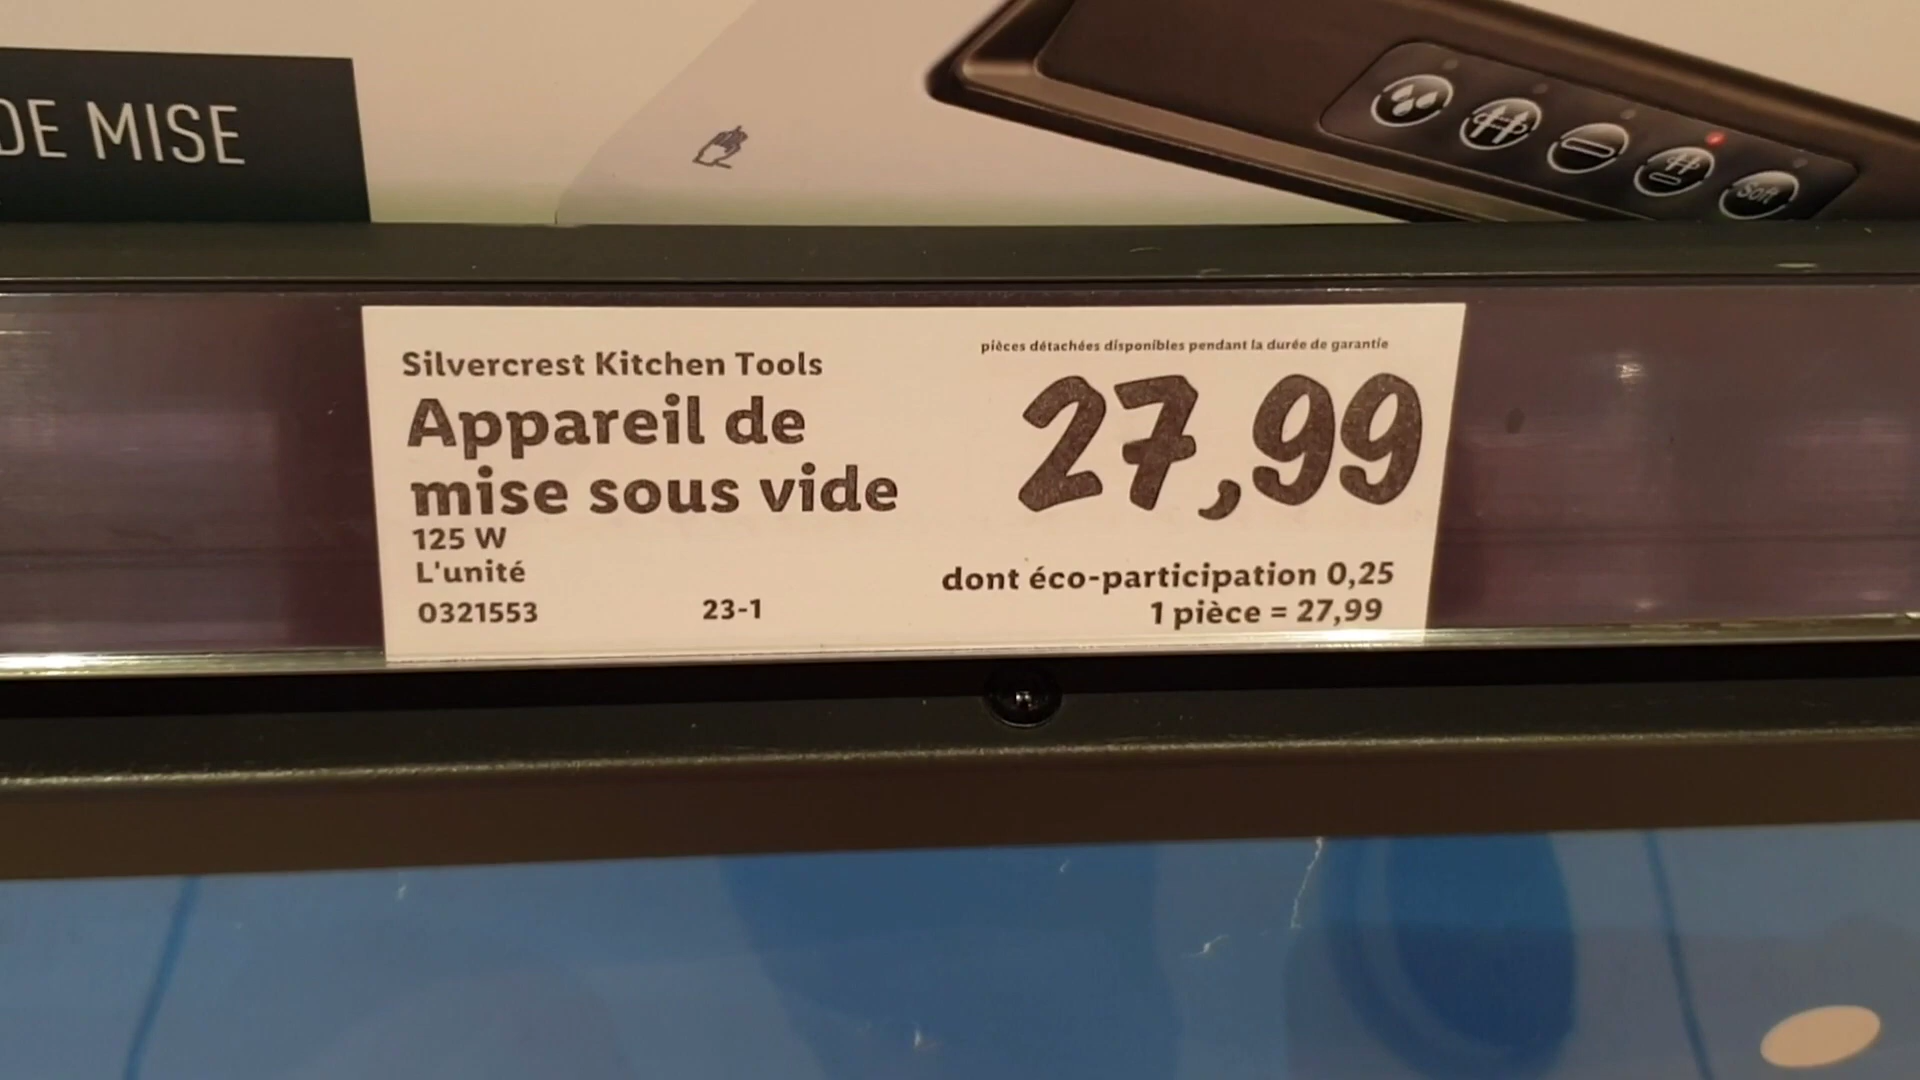 DE MISE
Soft
Silvercrest Kitchen Tools
pièces détachées disponibles pendant la durée de garantie
Appareil de
mise sous vide
27,99
125 W
L'unité
dont éco-participation 0,25
0321553
23-1
1 pièce = 27,99